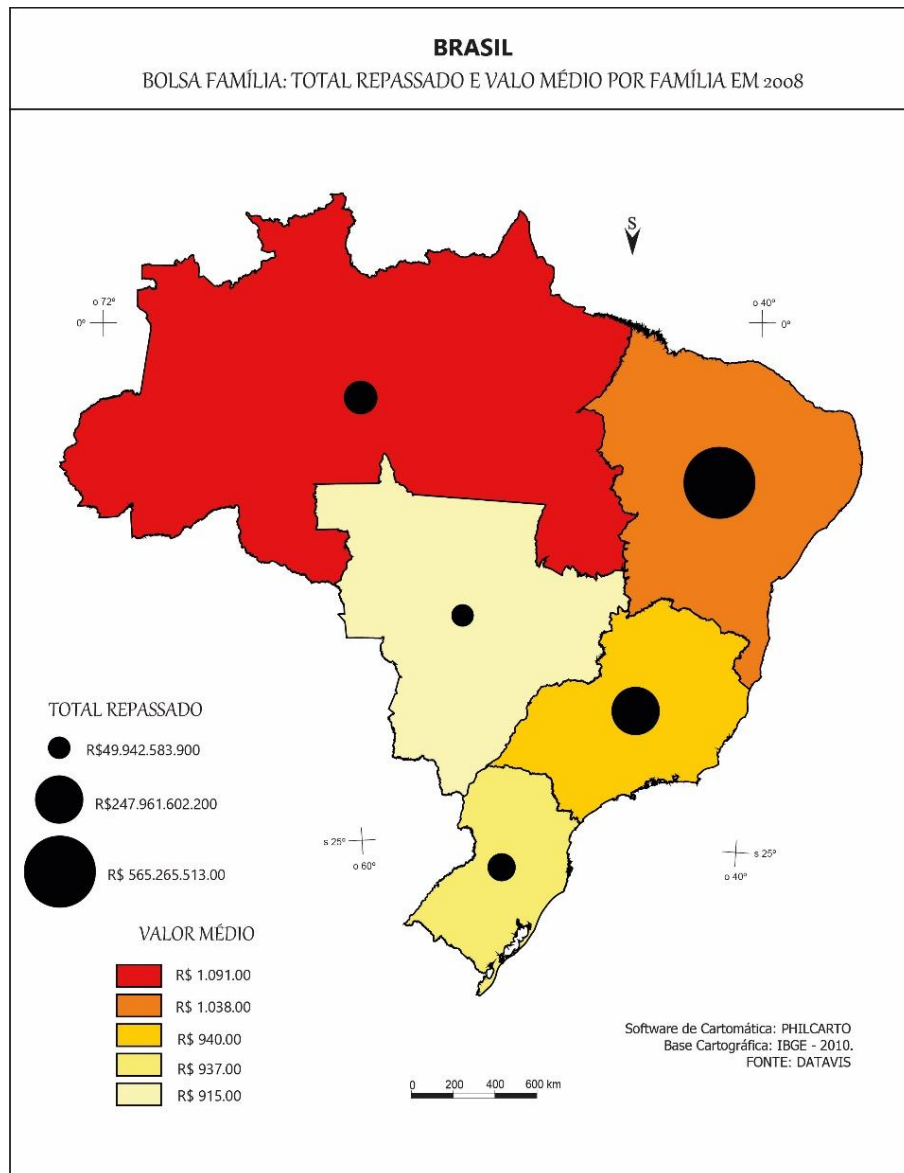 BRASIL
BOLSA FAMÍLIA: TOTAL REPASSADO E VALO MÉDIO POR FAMÍLIA EM 2008
S
o 72º
0º
o 40º
0º
TOTAL REPASSADO
R$49.942.583.900
R$247.961.602.200
R$ 565.265.513.00
s 25º
o 60º
s 25º
o 40º
VALOR MÉDIO
R$ 1.091.00
R$ 1.038.00
R$ 940.00
R$ 937.00
R$ 915.00
Software de Cartomática: PHILCARTO
Base Cartográfica: IBGE - 2010.
FONTE: DATAVIS
0 200 400 600 km